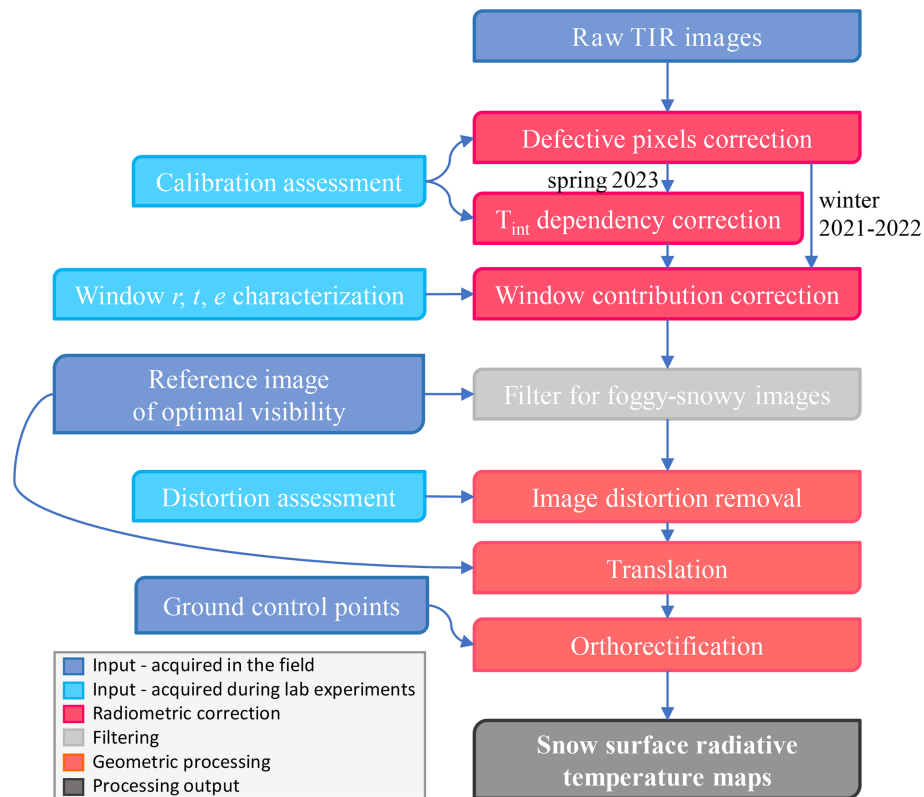 Raw TIR images
Defective pixels correction
Calibration assessment
spring 2023
winter
2021-2022
T_int dependency correction
Window r, t, e characterization
Window contribution correction
Reference image
of optimal visibility
Filter for foggy-snowy images
Distortion assessment
Image distortion removal
Translation
Ground control points
Orthorectification
Input - acquired in the field
Input - acquired during lab experiments
Radiometric correction
Filtering
Geometric processing
Processing output
Snow surface radiative
temperature maps